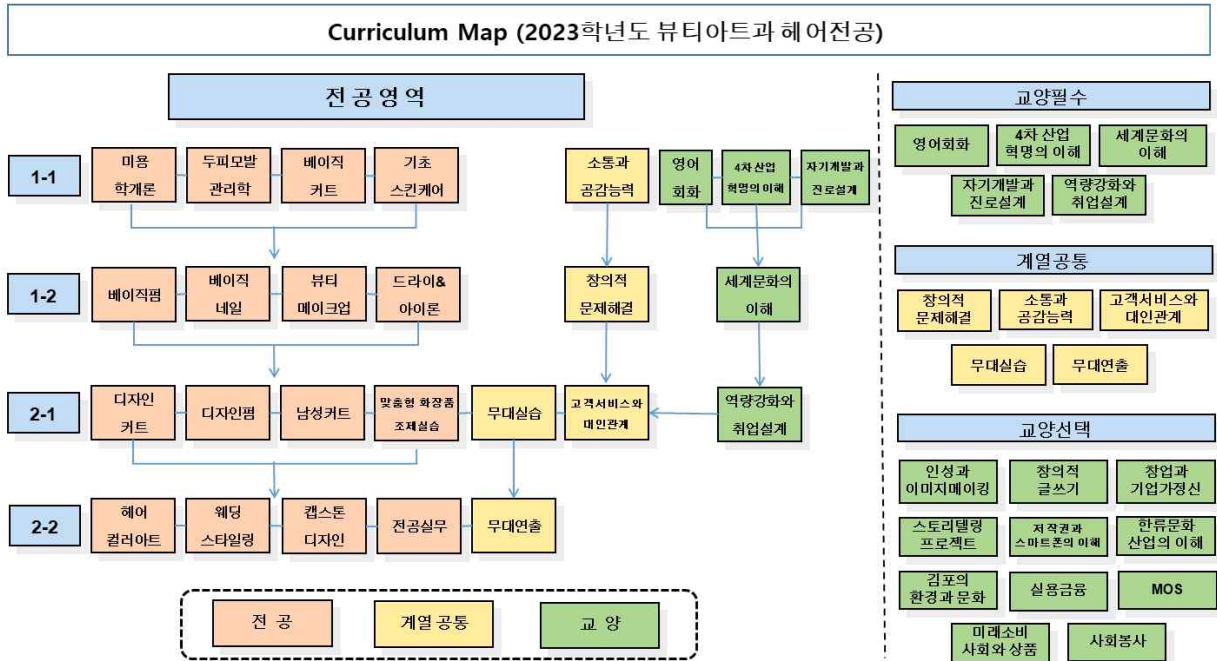 Curriculum Map (2023학년도 뷰티아트과 헤어전공)
전공영역
1-1
미용
학개론
두피모발
관리학
베이직
커트
기초
스킨케어
소통과
공감능력
영어
회화
4차 산업
혁명의 이해
자기개발과
진로설계
1-2
베이직펌
베이직
네일
뷰티
메이크업
드라이&
아이론
창의적
문제해결
세계문화의
이해
2-1
디자인
커트
디자인펌
남성커트
맞춤형 화장품
조제실습
무대실습
고객서비스와
대인관계
역량강화와
취업설계
2-2
헤어
컬러아트
웨딩
스타일링
캡스톤
디자인
전공실무
무대연출
전 공
계열 공통
교 양
교양필수
영어회화
4차 산업
혁명의 이해
세계문화의
이해
자기개발과
진로설계
역량강화와
취업설계
계열공통
창의적
문제해결
소통과
공감능력
고객서비스와
대인관계
무대실습
무대연출
교양선택
인성과
이미지메이킹
창의적
글쓰기
창업과
기업가정신
스토리텔링
프로젝트
저작권과
스마트폰의 이해
한류문화
산업의 이해
김포의
환경과 문화
실용금융
MOS
미래소비
사회와 상품
사회봉사